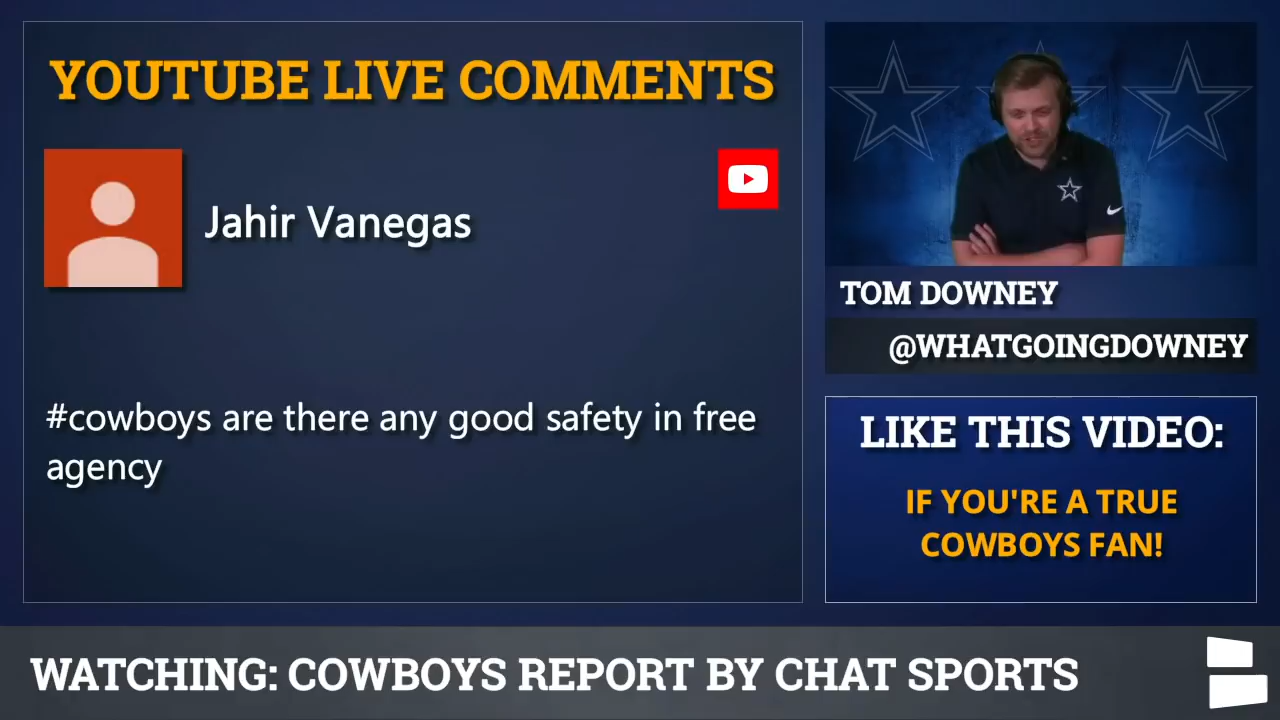 YOUTUBE LIVE COMMENTS
Jahir Vanegas
#cowboys are there any good safety in free
agency
TOM DOWNEY
@WHATGOINGDOWNEY
LIKE THIS VIDEO:
IF YOU'RE A TRUE
COWBOYS FAN!
WATCHING: COWBOYS REPORT BY CHAT SPORTS